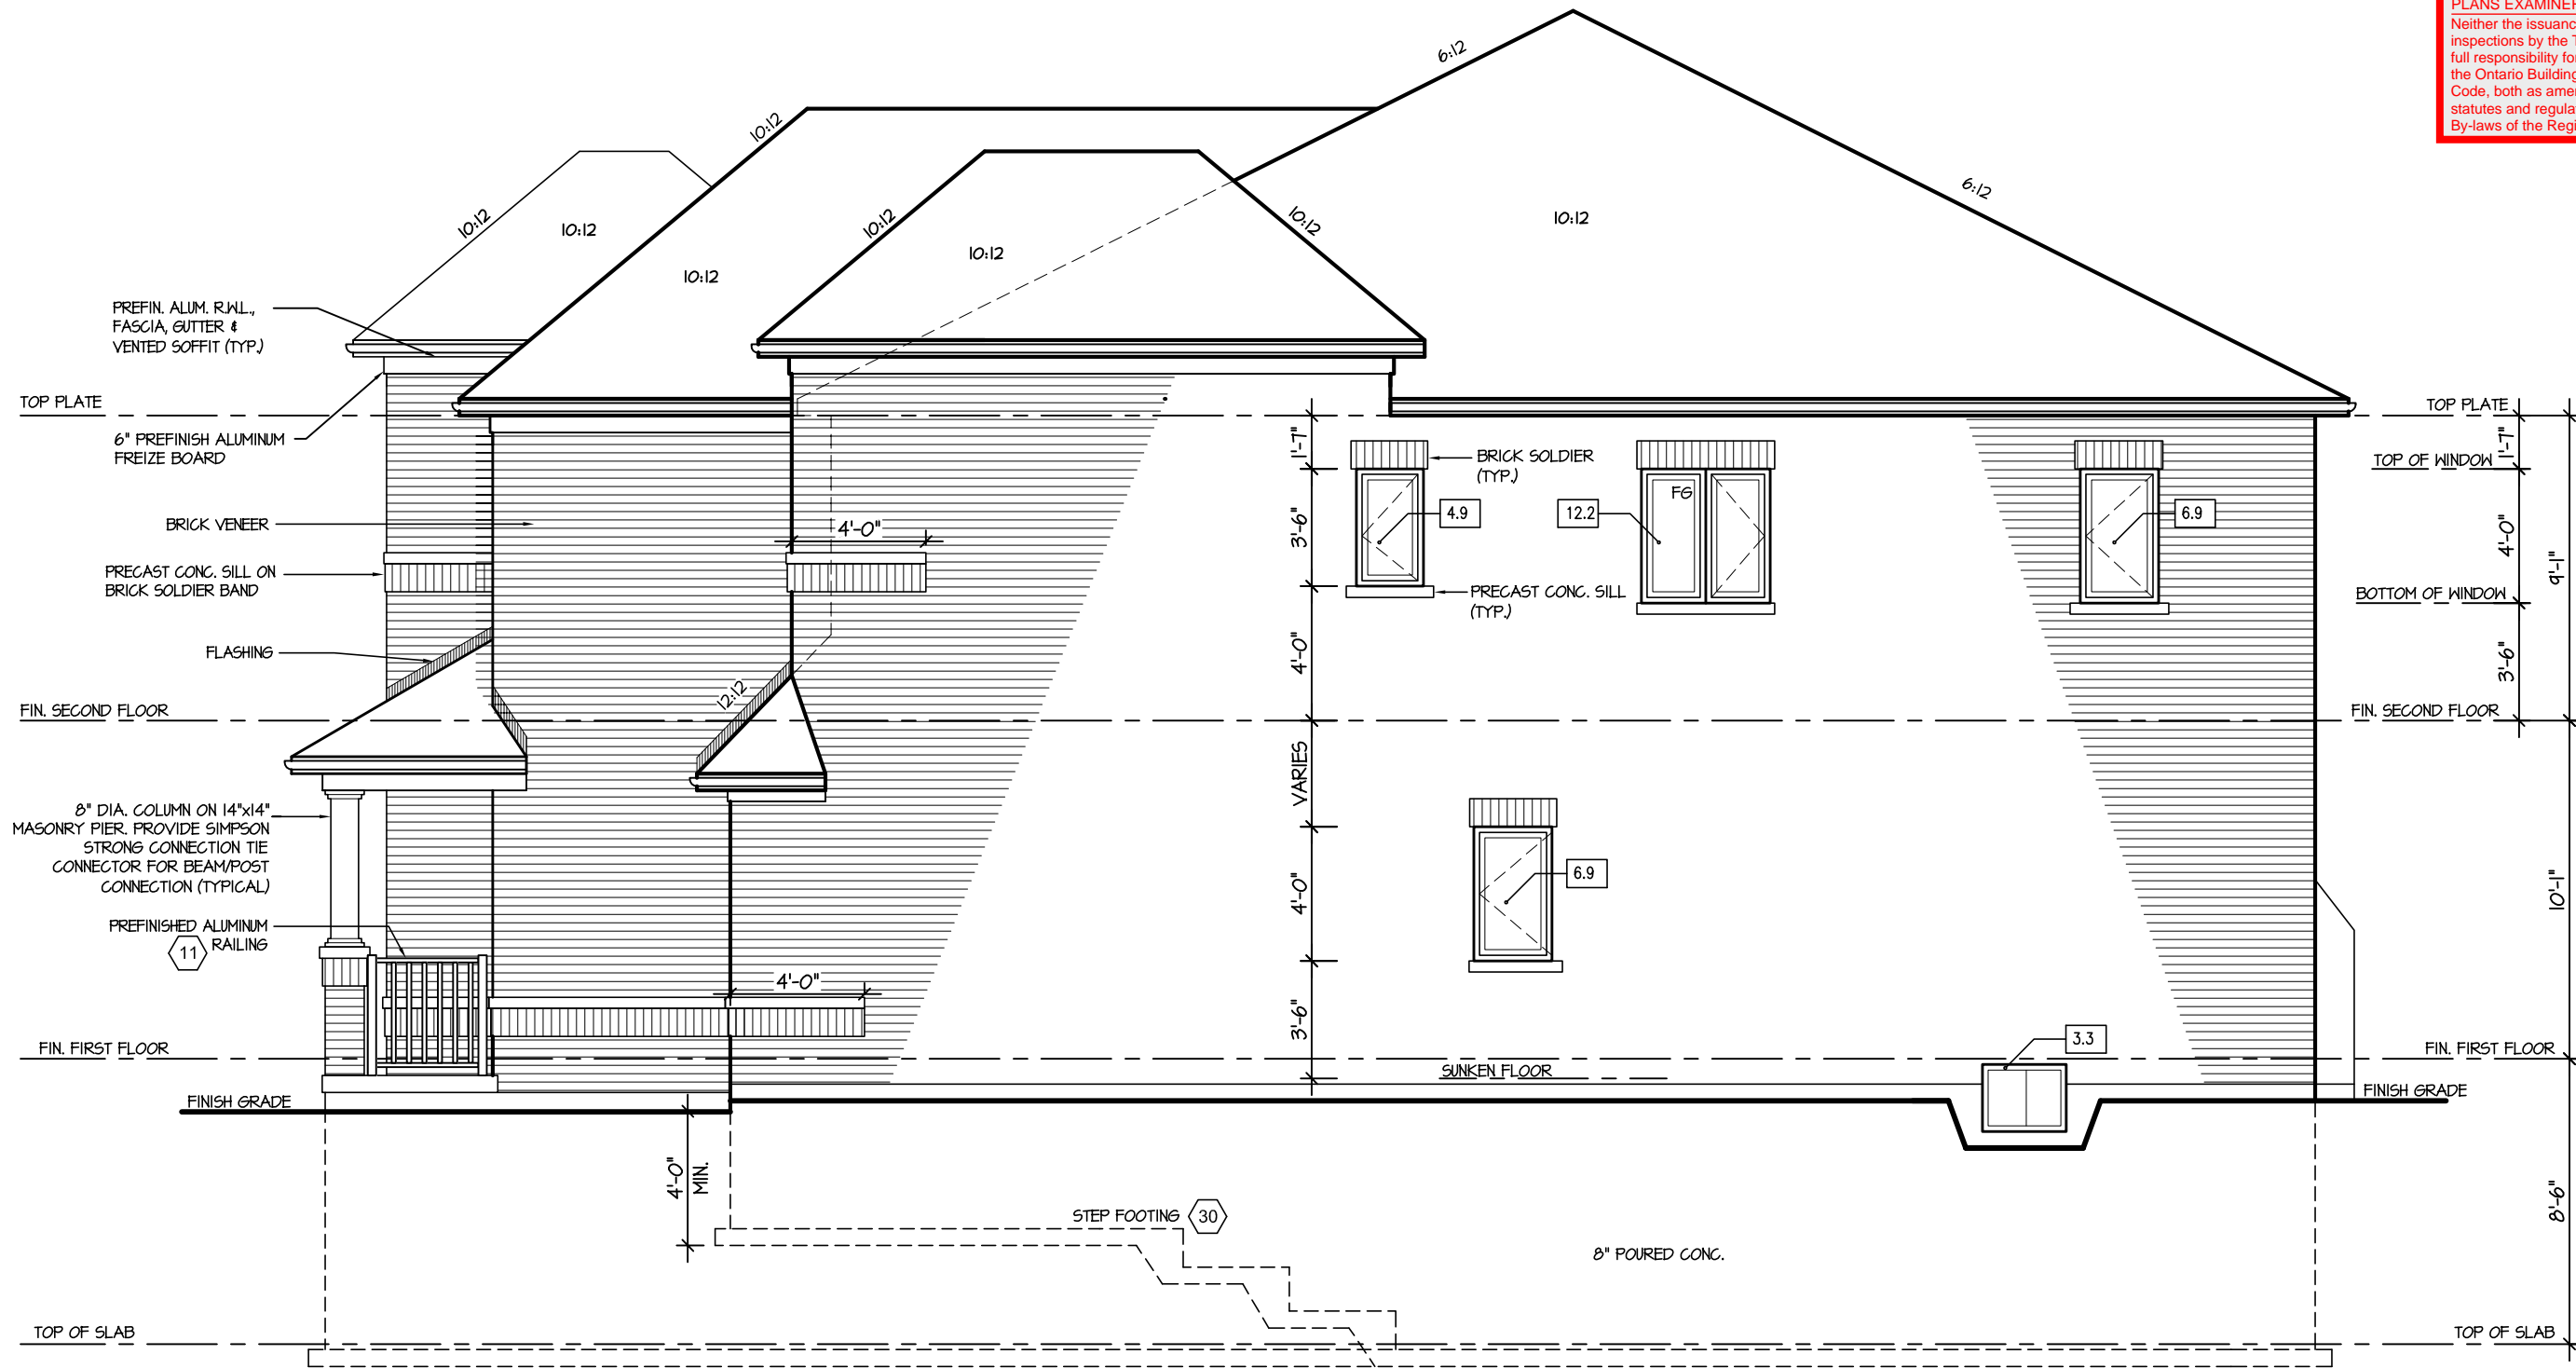 PLANS EXAMINER
Neither the issuanc
inspections by the T
full responsibility for
the Ontario Building
Code, both as amen
statutes and regula
By-laws of the Regi
6:12
6:12
10:12
10:12
10:12
10:12
10:12
10:12
10:12
10:12
PREFIN. ALUM. R.W.L.,
FASCIA, GUTTER &
VENTED SOFFIT (TYP.)
TOP PLATE
6" PREFINISH ALUMINUM
FREIZE BOARD
BRICK VENEER
PRECAST CONC. SILL ON
BRICK SOLDIER BAND
FLASHING
FIN. SECOND FLOOR
8" DIA. COLUMN ON 14"x14"
MASONRY PIER. PROVIDE SIMPSON
STRONG CONNECTION TIE
CONNECTOR FOR BEAM/POST
CONNECTION (TYPICAL)
PREFINISHED ALUMINUM
RAILING
11
FIN. FIRST FLOOR
FINISH GRADE
TOP OF SLAB
4'-0"
12:12
4'-0"
4'-0"
MIN.
STEP FOOTING
30
8" POURED CONC.
1'-7"
3'-6"
4'-0"
VARIES
4'-0"
3'-6"
BRICK SOLDIER
(TYP.)
4.9
PRECAST CONC. SILL
(TYP.)
12.2
FG
6.9
6.9
SUNKEN FLOOR
3.3
TOP PLATE
TOP OF WINDOW
BOTTOM OF WINDOW
FIN. SECOND FLOOR
FIN. FIRST FLOOR
FINISH GRADE
TOP OF SLAB
1'-7"
4'-0"
3'-6"
9'-1"
10'-1"
8'-6"